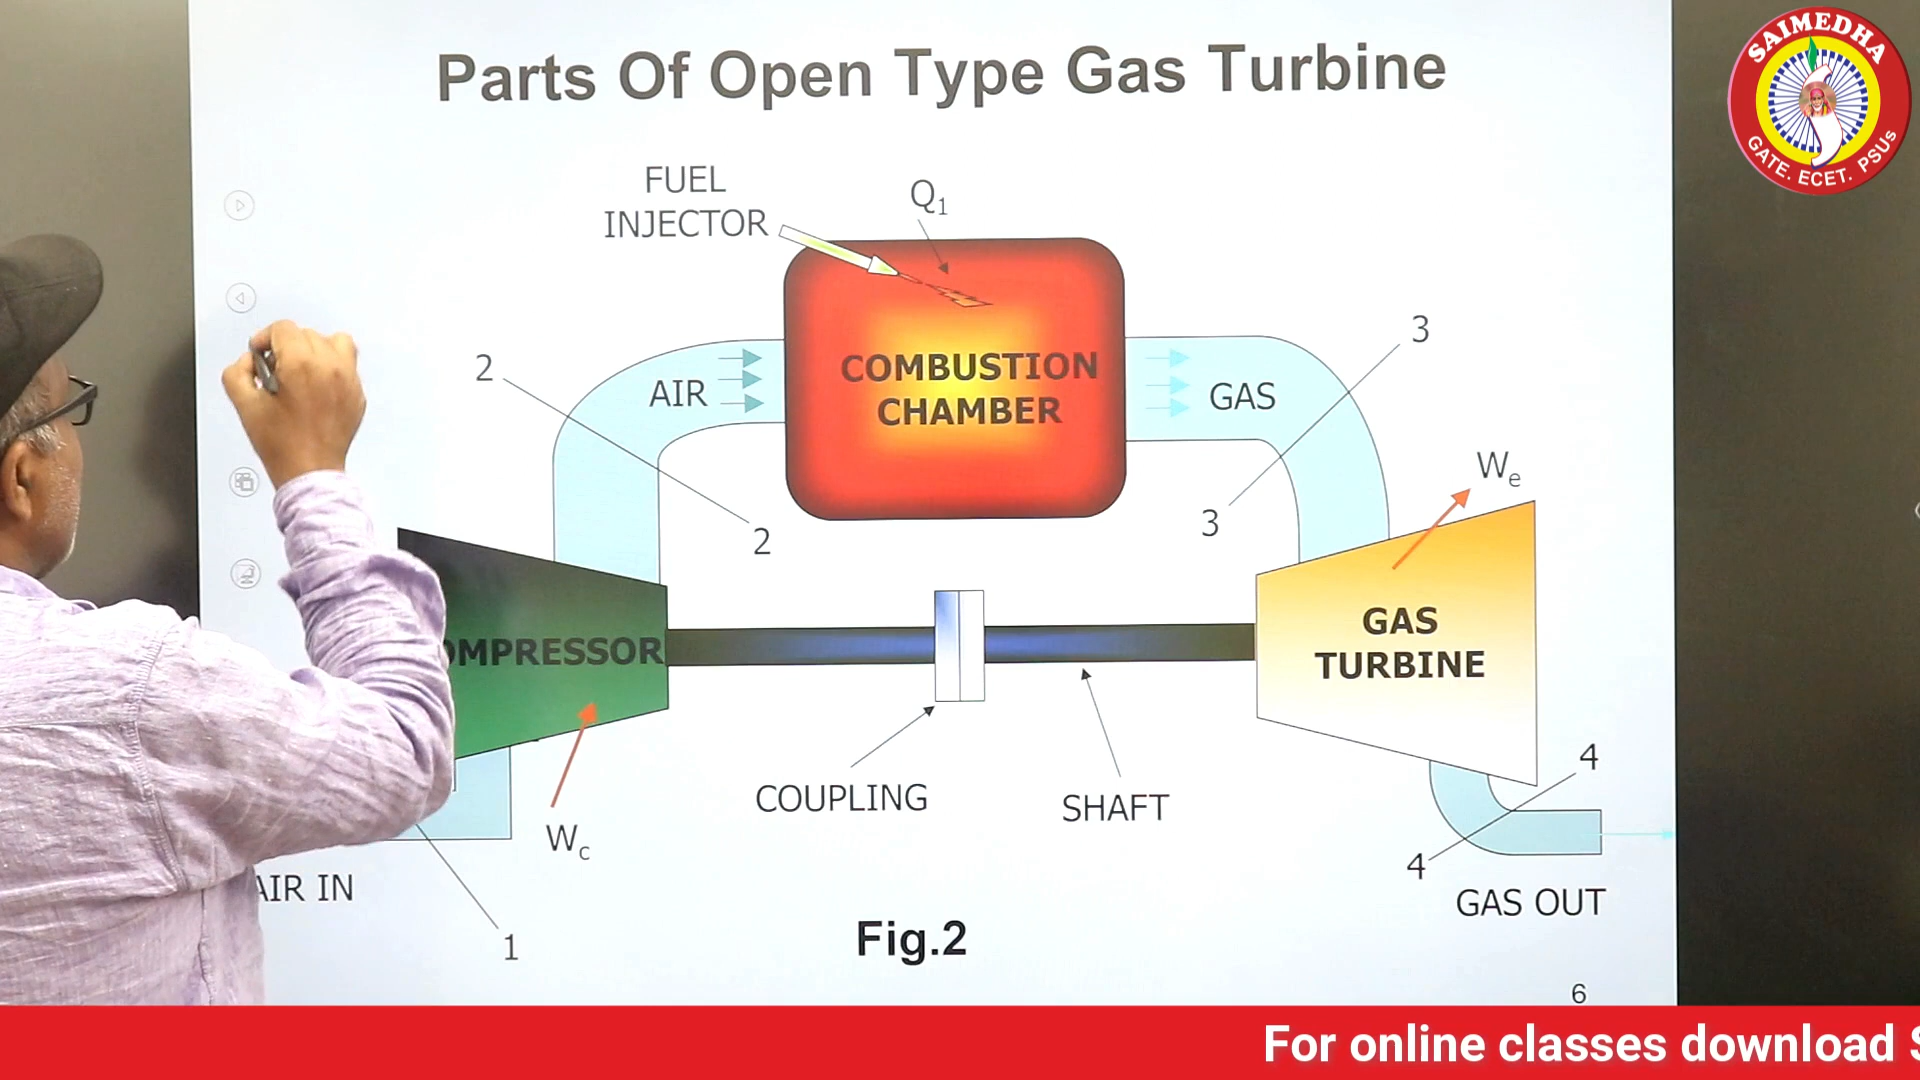 Parts Of Open Type Gas Turbine
SAIMEDHA
GATE. ECET. PSUs
FUEL
INJECTOR
Q1
3
2
AIR
COMBUSTION
CHAMBER
GAS
We
3
2
GAS
TURBINE
OMPRESSOR
4
COUPLING
SHAFT
Wc
4
AIR IN
GAS OUT
1
Fig.2
6
For online classes download